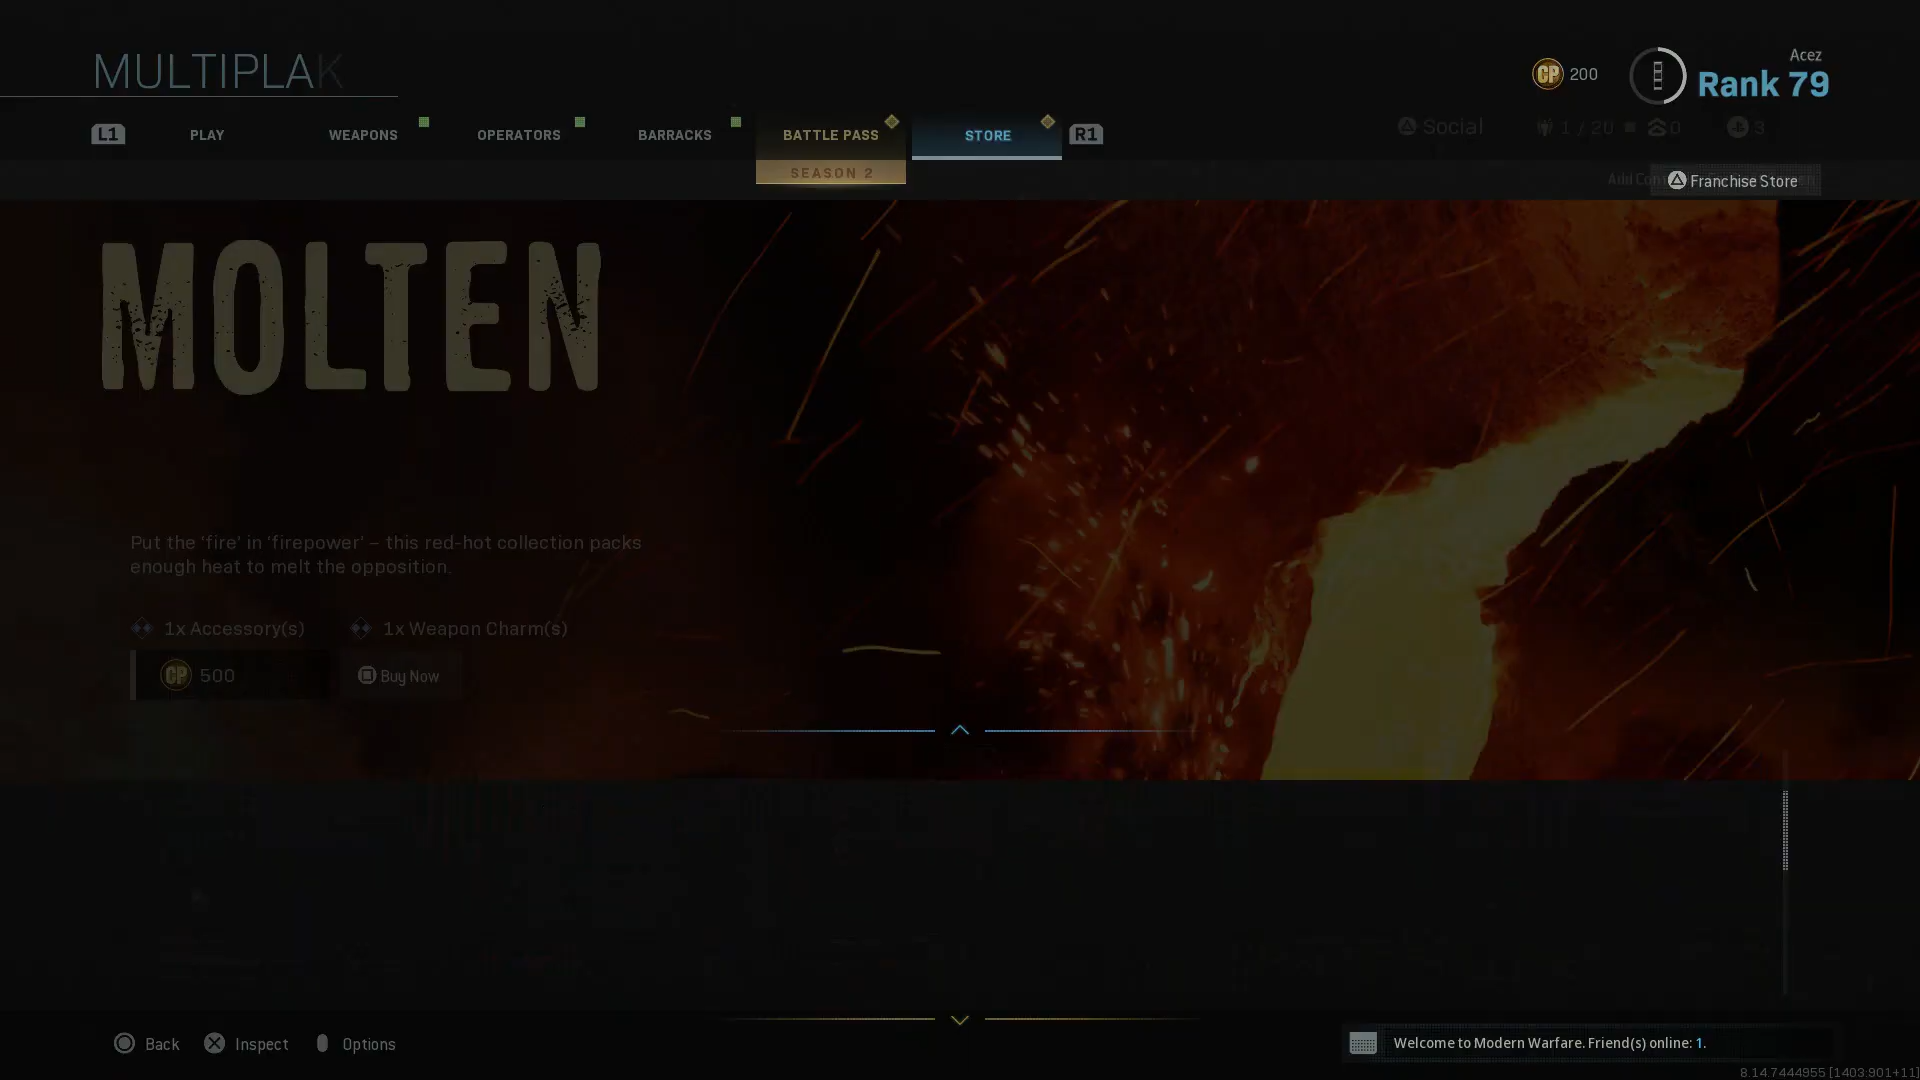 MULTIPLAK
CP 200
Acez
Rank 79
L1 PLAY WEAPONS OPERATORS BARRACKS BATTLE PASS STORE R1
Social 1 / 20 0 3
SEASON 2
Franchise Store
MOLTEN
Put the 'fire' in 'firepower' – this red-hot collection packs
enough heat to melt the opposition.
1x Accessory(s) 1x Weapon Charm(s)
CP 500 Buy Now
Back Inspect Options
Welcome to Modern Warfare. Friend(s) online: 1.
8.14.7444955 [1403:901+11]